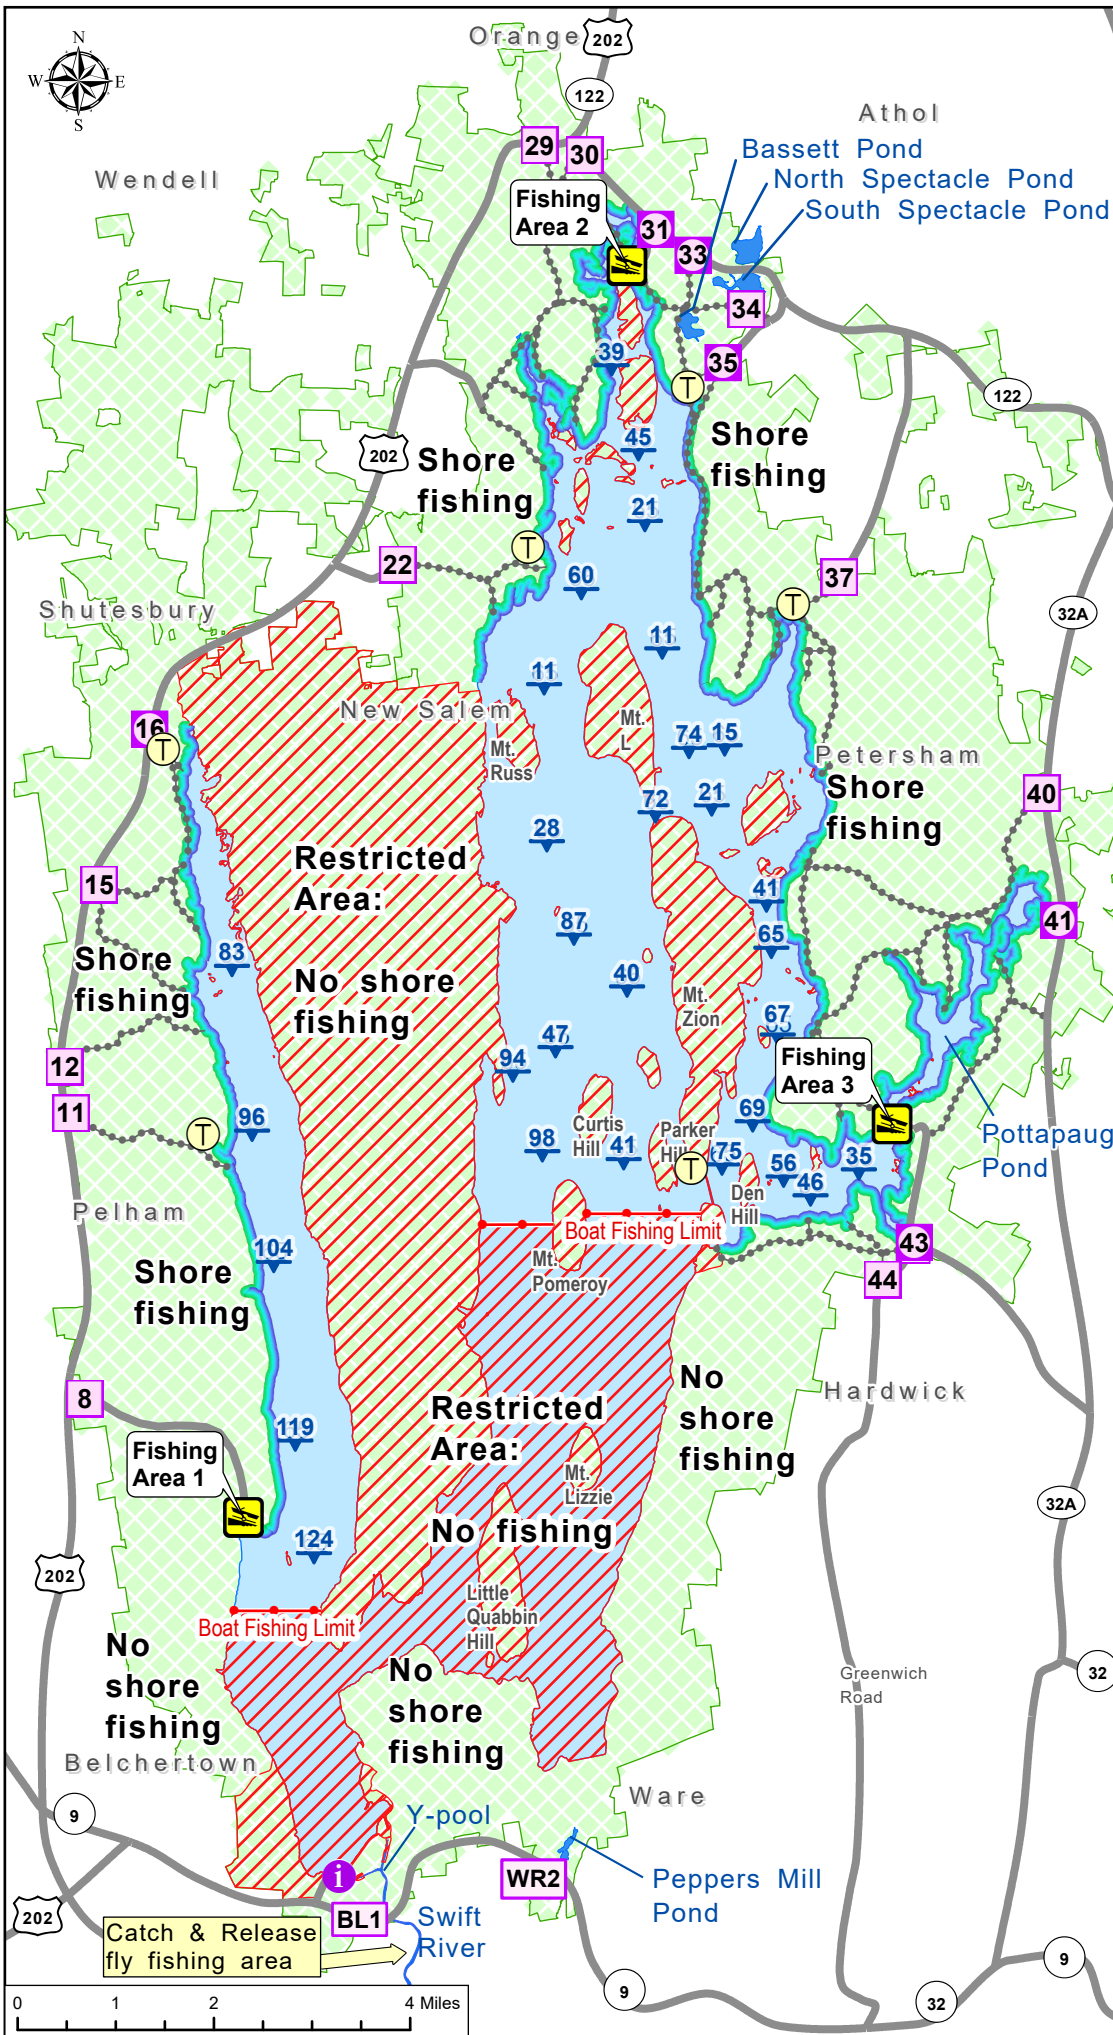 Orange
202
N
W
E
S
122
Athol
29
30
Bassett Pond
Wendell
North Spectacle Pond
Fishing
Area 2
South Spectacle Pond
31
33
34
39
35
T
122
45
Shore
fishing
202
Shore
fishing
21
T
22
60
37
T
Shutesbury
32A
11
11
New Salem
Mt.
L
16
T
74
15
Mt.
Russ
Petersham
Shore
fishing
72
21
40
28
Restricted
Area:
15
41
87
41
65
Shore
fishing
83
No shore
fishing
40
Mt.
Zion
67
47
94
Fishing
Area 3
12
11
69
96
T
Curtis
Hill
Parker
Hill
98
41
T
75
56
35
46
Pottapaug
Pond
Den
Hill
Pelham
Boat Fishing Limit
43
104
Mt.
Pomeroy
44
Shore
fishing
No
shore
fishing
8
Hardwick
Restricted
Area:
119
Fishing
Area 1
Mt.
Lizzie
32A
No fishing
124
202
Little
Quabbin
Hill
Boat Fishing Limit
No
shore
fishing
No
shore
fishing
Greenwich
Road
32
Belchertown
Ware
9
Y-pool
i
WR2
Peppers Mill
Pond
202
BL1
Swift
River
Catch & Release
fly fishing area
9
9
32
0 1 2 4 Miles